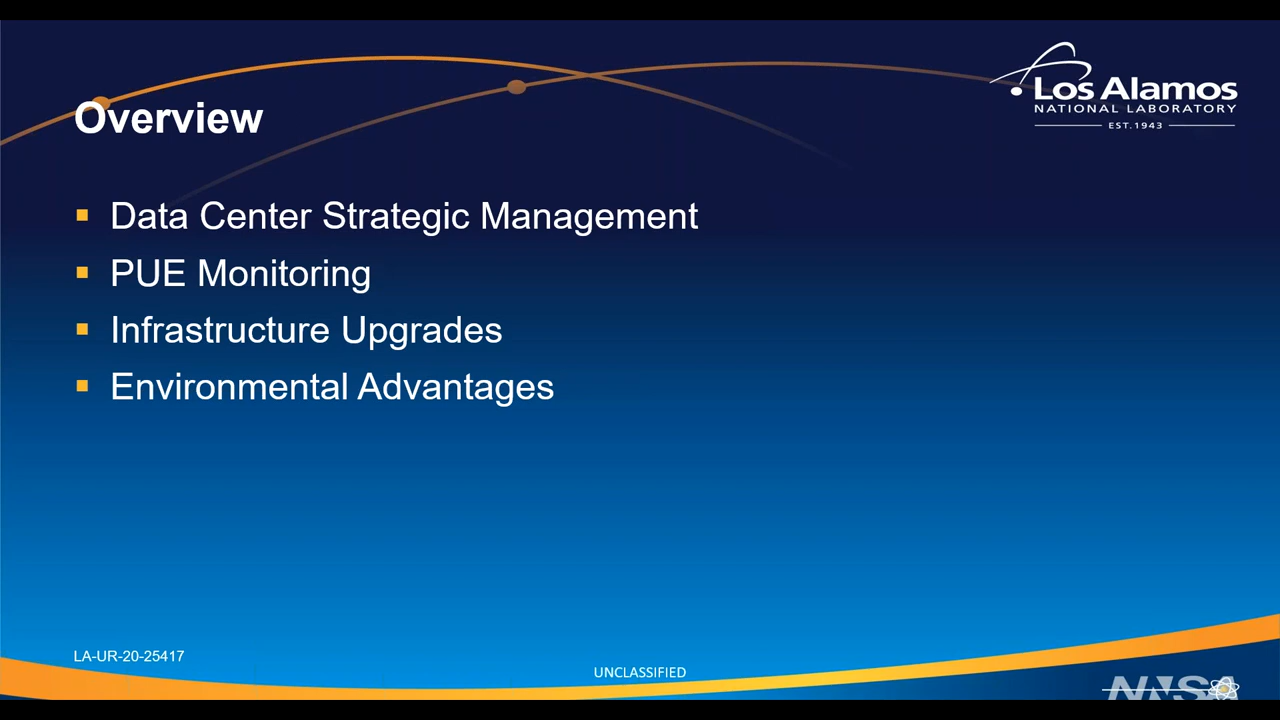 Overview
Los Alamos
NATIONAL LABORATORY
EST. 1943
Data Center Strategic Management
PUE Monitoring
Infrastructure Upgrades
Environmental Advantages
LA-UR-20-25417
UNCLASSIFIED
NNSA